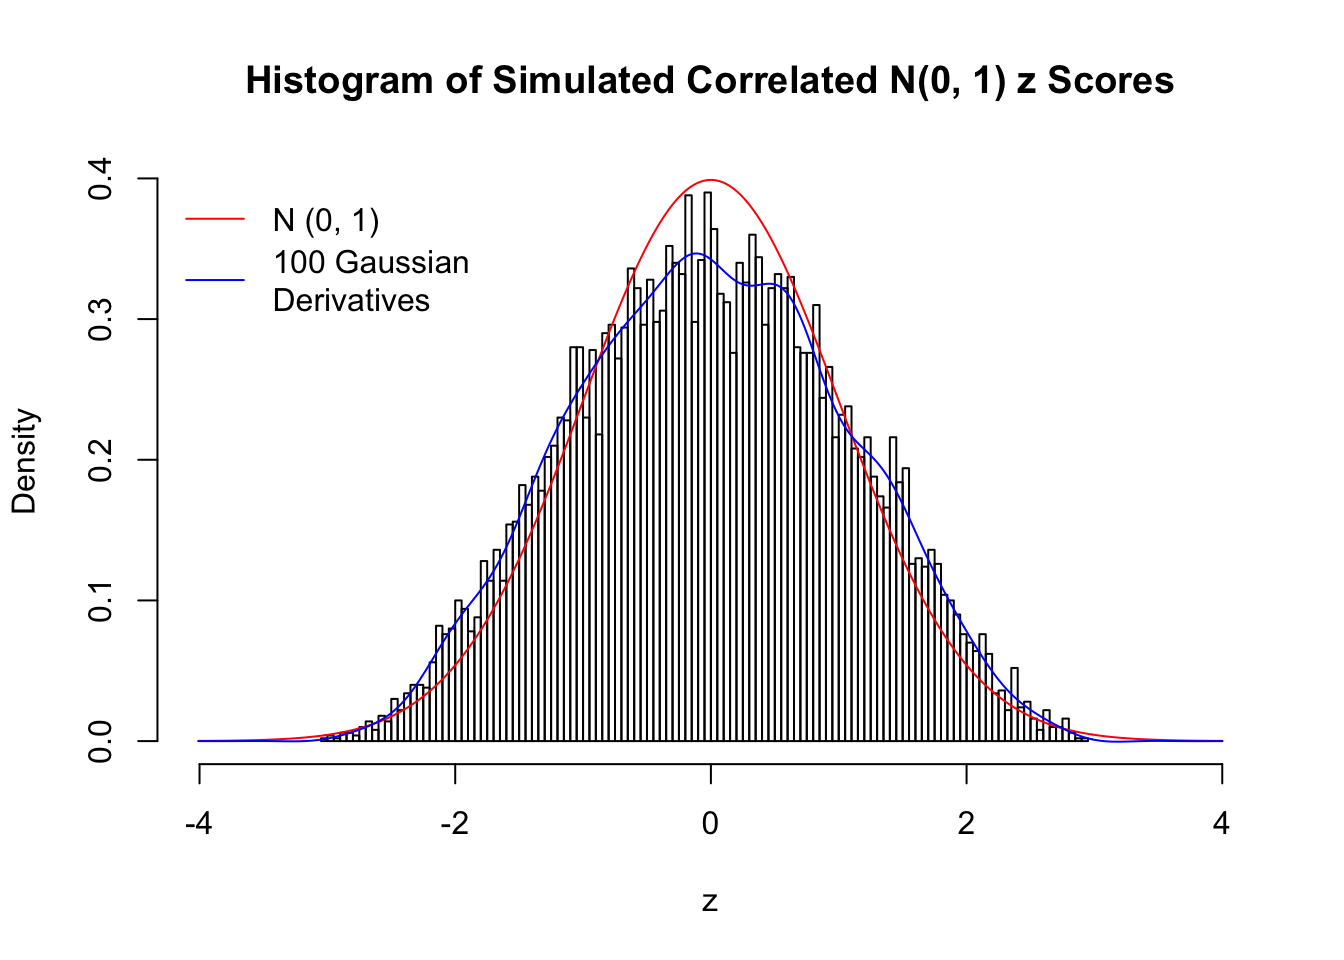 Histogram of Simulated Correlated N(0, 1) z Scores
N (0, 1)
100 Gaussian
Derivatives
Density
0.4
0.3
0.2
0.1
0.0
-4
-2
0
2
4
z